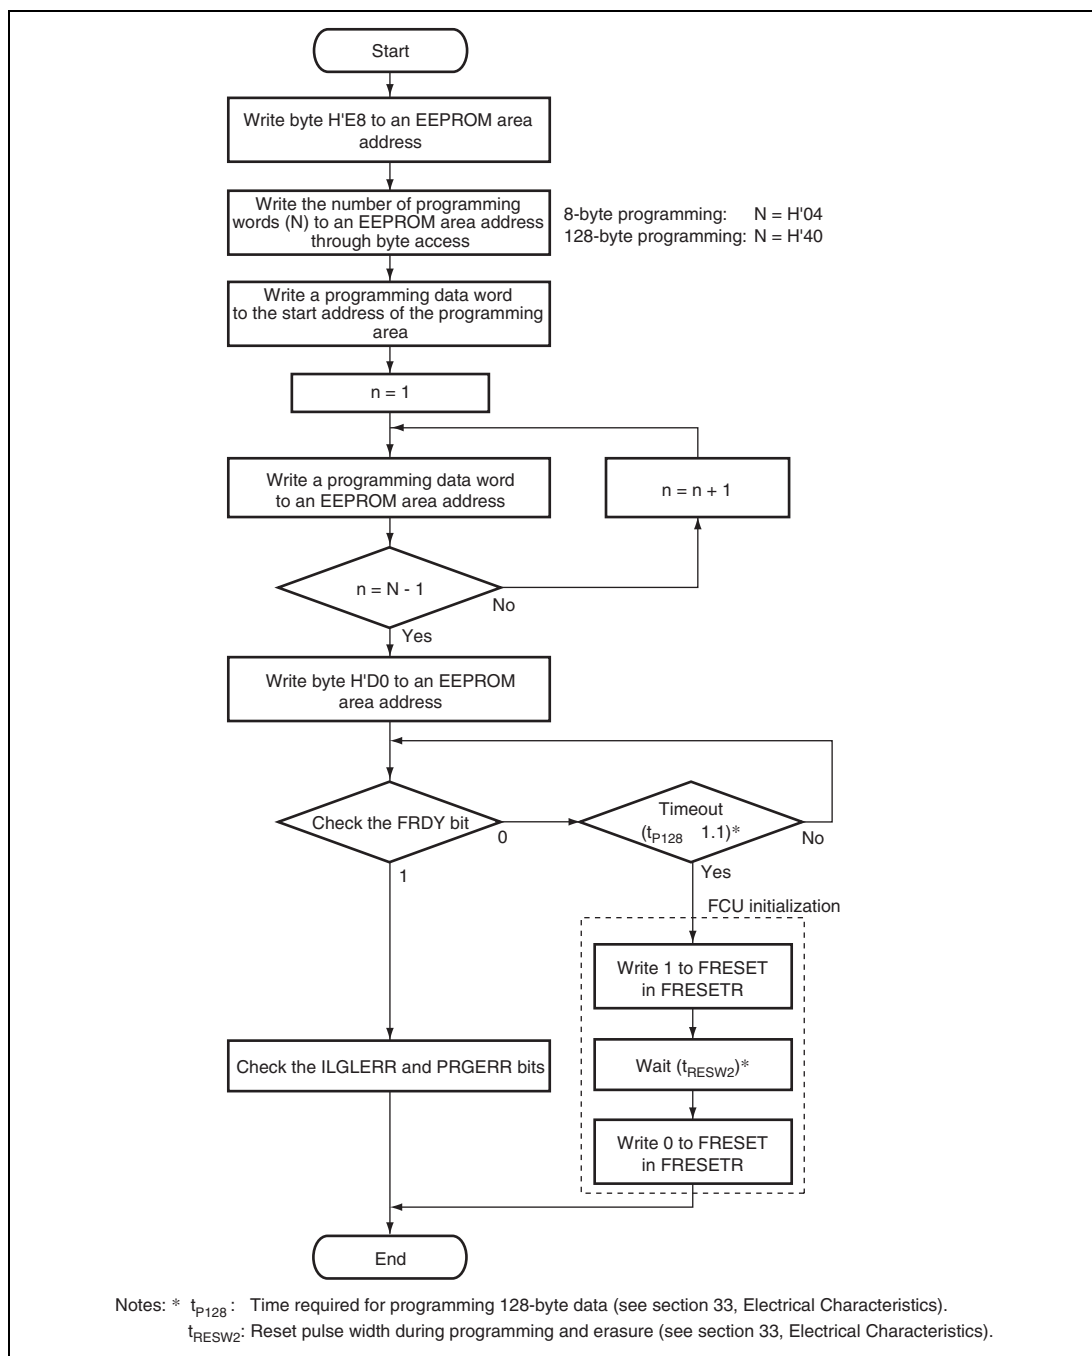 Start
Write byte H'E8 to an EEPROM area
address
Write the number of programming
words (N) to an EEPROM area address
through byte access
8-byte programming: N = H'04
128-byte programming: N = H'40
Write a programming data word
to the start address of the programming
area
n = 1
Write a programming data word
to an EEPROM area address
n = n + 1
n = N - 1
No
Yes
Write byte H'D0 to an EEPROM
area address
Check the FRDY bit
0
1
Timeout
(tP128 1.1)*
No
Yes
FCU initialization
Write 1 to FRESET
in FRESETR
Wait (tRESW2)*
Write 0 to FRESET
in FRESETR
Check the ILGLERR and PRGERR bits
End
Notes: * tP128 : Time required for programming 128-byte data (see section 33, Electrical Characteristics).
tRESW2: Reset pulse width during programming and erasure (see section 33, Electrical Characteristics).